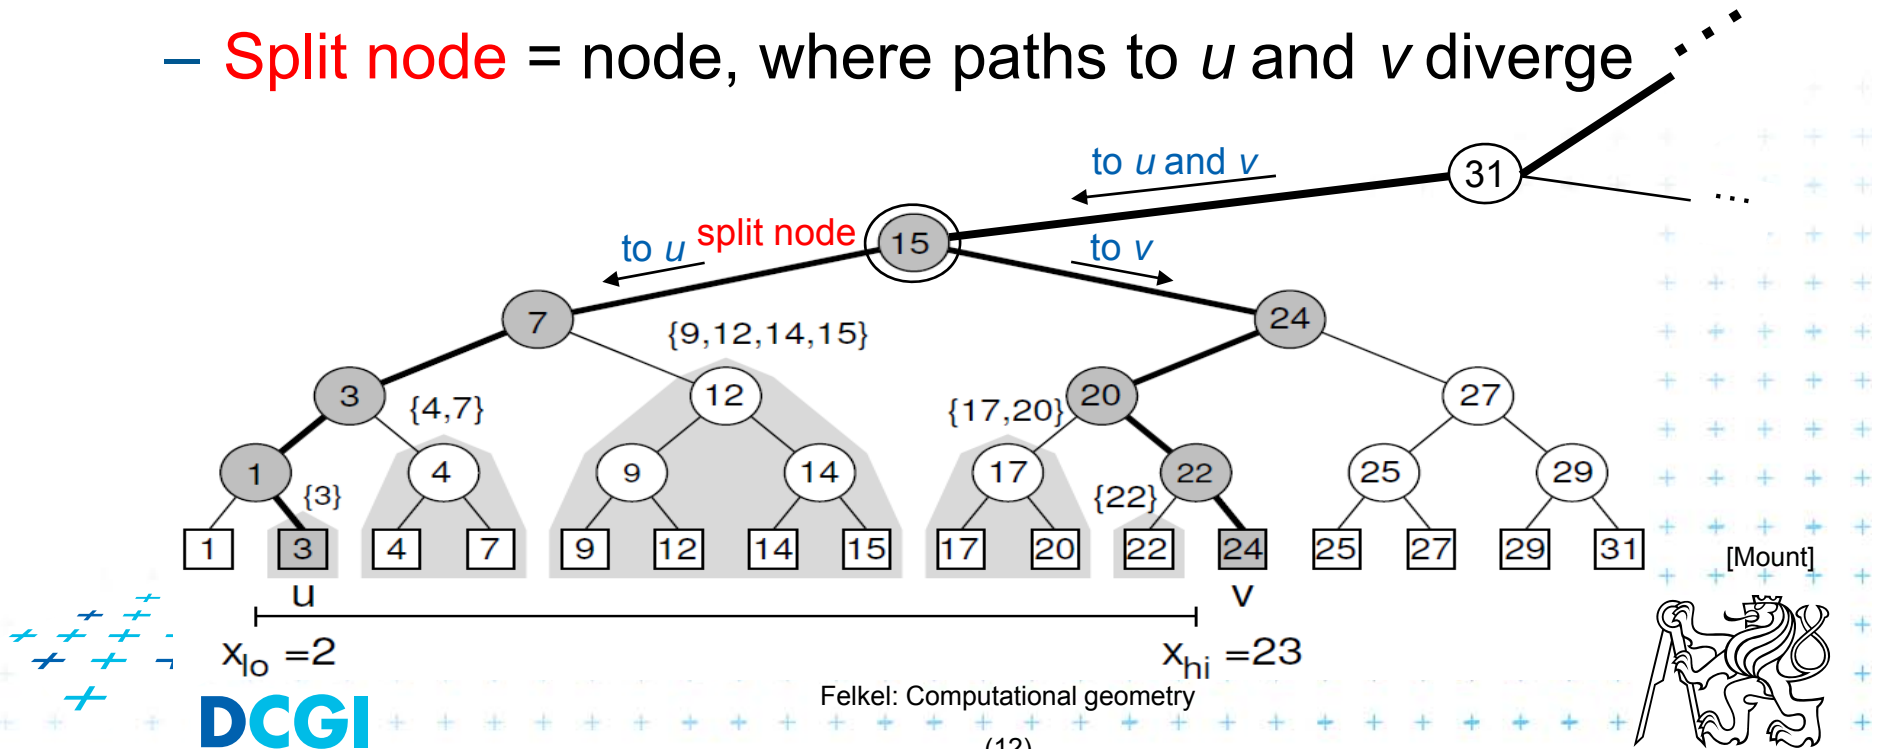 – Split node = node, where paths to u and v diverge
to u and v
31
...
split node
15
to u
to v
7
{9,12,14,15}
24
3
{4,7}
12
{17,20}
20
27
1
{3}
4
9
14
17
{22}
22
25
29
1 3 4 7 9 12 14 15 17 20 22 24 25 27 29 31
[Mount]
u v
xlo =2 xhi =23
Felkel: Computational geometry
DCGI
(12)